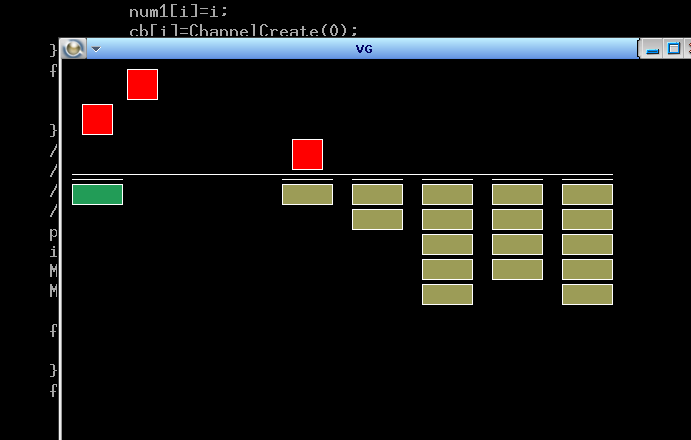 num1[i]=i;
cb[i]=ChannelCreate(0);
}
VG
f
}
/
/
/
/
p
i
M
M
f
}
f